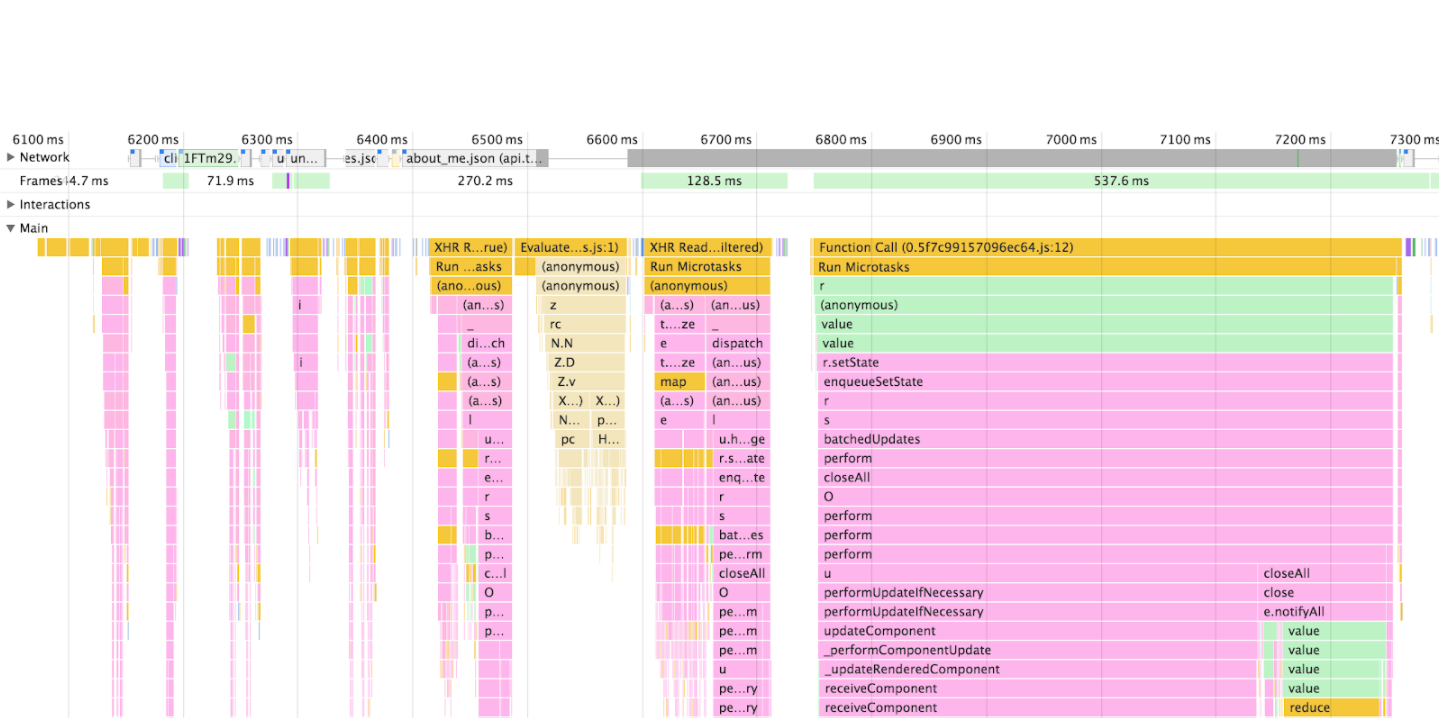 6100 ms 6200 ms 6300 ms 6400 ms 6500 ms 6600 ms 6700 ms 6800 ms 6900 ms 7000 ms 7100 ms 7200 ms 7300 ms
Network cli 1FTm29. u un... es.jsc about_me.json (api.t...
Frames 4.7 ms 71.9 ms 270.2 ms 128.5 ms 537.6 ms
Interactions
Main
XHR R...rue) Evaluate...s.js:1) XHR Read...iltered) Function Call (0.5f7c99157096ec64.js:12)
Run ...asks (anonymous) Run Microtasks Run Microtasks
(ano...ous) (anonymous) (anonymous) r
i (an...s) z (a...s) (an...us) (anonymous)
_ rc t....ze _ value
di...ch N.N e dispatch value
i (a...s) Z.D t....ze (an...us) r.setState
(a...s) Z.v map (an...us) enqueueSetState
(a...s) X...) X...) (a...s) (an...us) r
l N... p... e l s
u... pc H... u.h...ge batchedUpdates
r... r.s...ate perform
e... enq...te closeAll
r r O
s s perform
b... bat...es perform
p... pe...rm perform
c...l closeAll u closeAll
O O performUpdateIfNecessary close
p... pe...m performUpdateIfNecessary e.notifyAll
p... pe...m updateComponent value
pe...m _performComponentUpdate value
u _updateRenderedComponent value
pe...ry receiveComponent value
pe...ry receiveComponent reduce